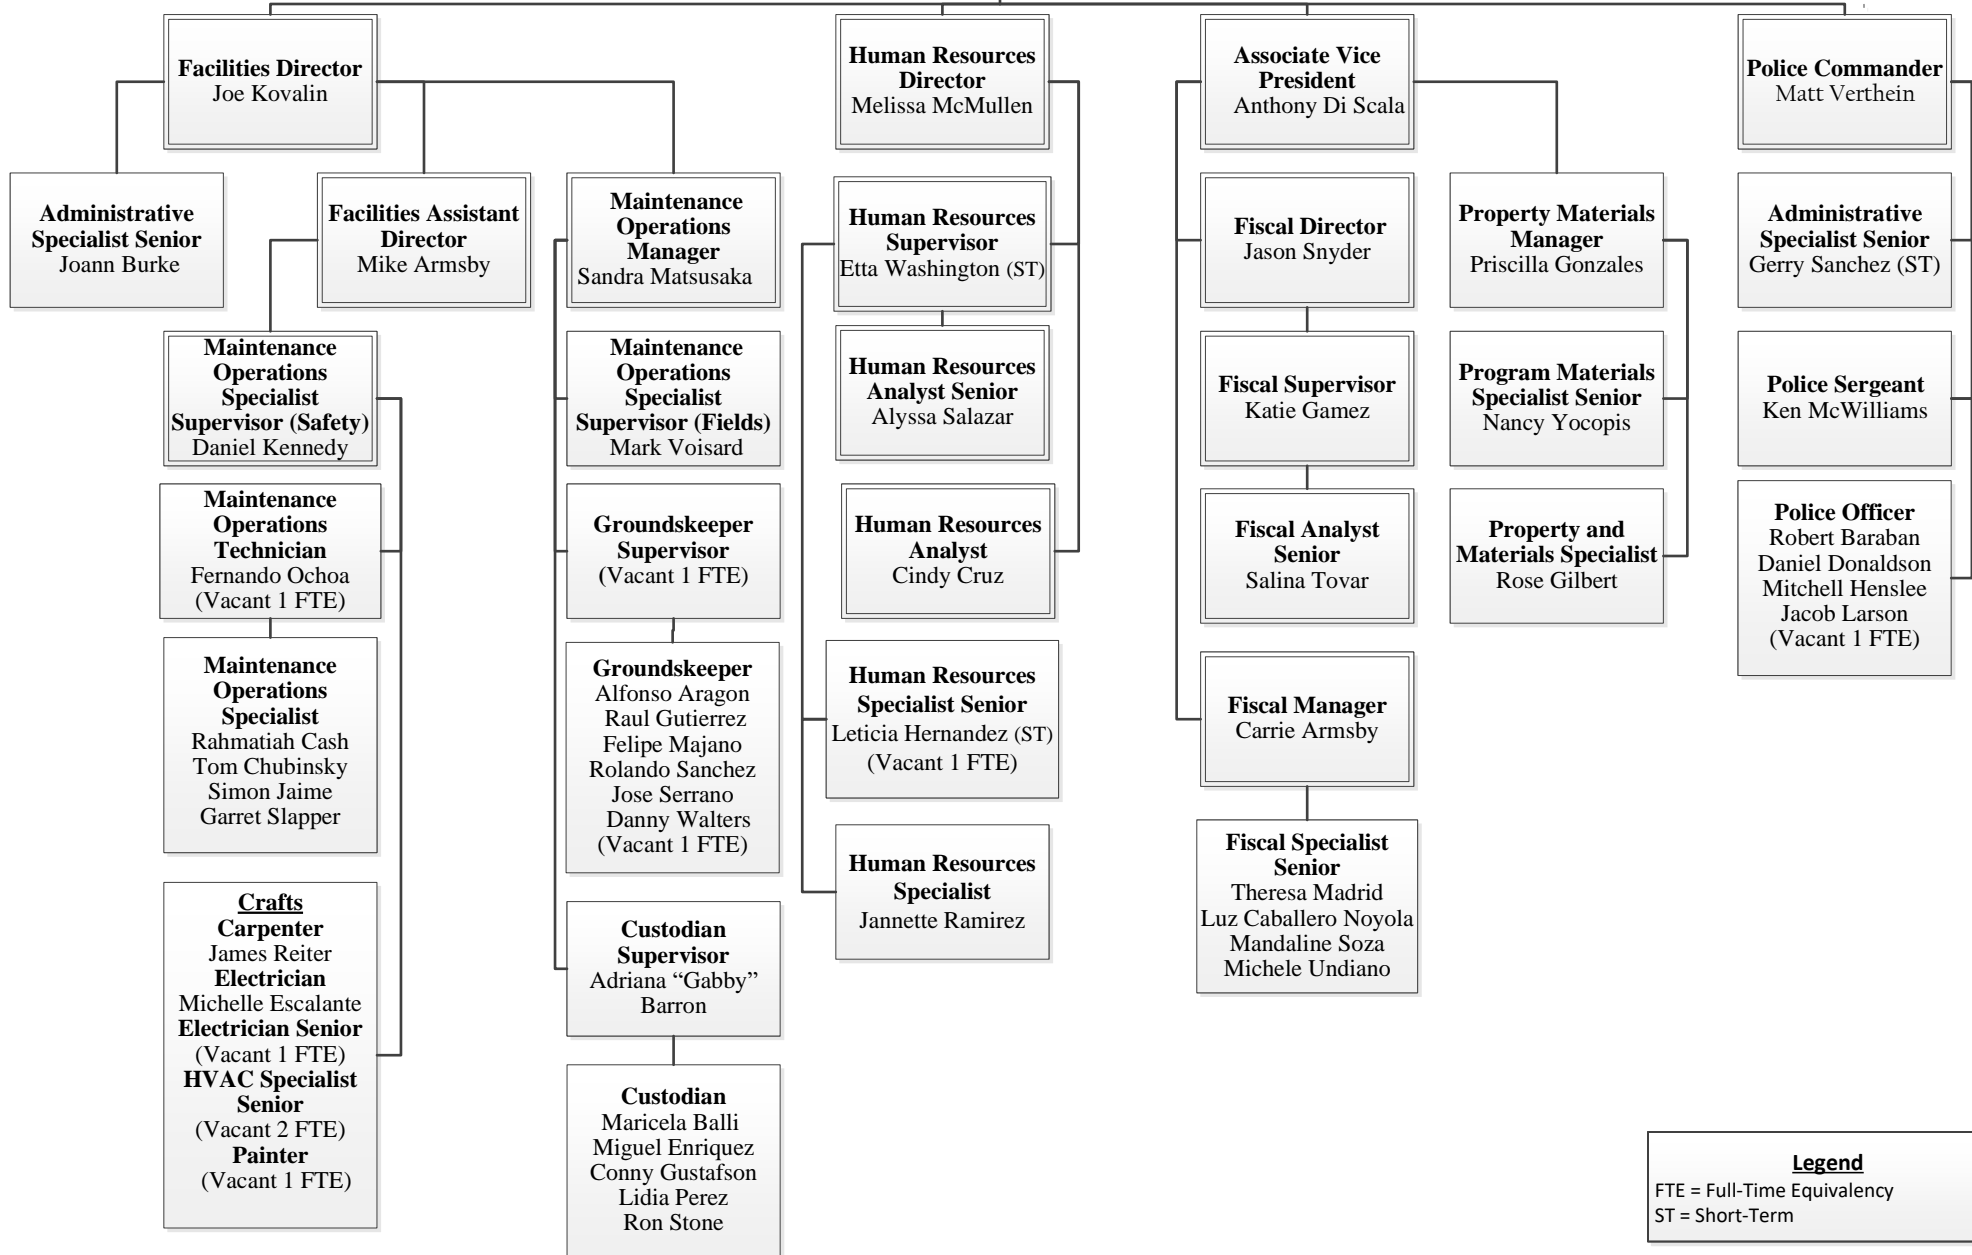 Facilities Director
Joe Kovalin
Administrative
Specialist Senior
Joann Burke
Facilities Assistant
Director
Mike Armsby
Maintenance
Operations
Specialist
Supervisor (Safety)
Daniel Kennedy
Maintenance
Operations
Technician
Fernando Ochoa
(Vacant 1 FTE)
Maintenance
Operations
Specialist
Rahmatiah Cash
Tom Chubinsky
Simon Jaime
Garret Slapper
Crafts
Carpenter
James Reiter
Electrician
Michelle Escalante
Electrician Senior
(Vacant 1 FTE)
HVAC Specialist
Senior
(Vacant 2 FTE)
Painter
(Vacant 1 FTE)
Maintenance
Operations
Manager
Sandra Matsusaka
Maintenance
Operations
Specialist
Supervisor (Fields)
Mark Voisard
Groundskeeper
Supervisor
(Vacant 1 FTE)
Groundskeeper
Alfonso Aragon
Raul Gutierrez
Felipe Majano
Rolando Sanchez
Jose Serrano
Danny Walters
(Vacant 1 FTE)
Custodian
Supervisor
Adriana “Gabby”
Barron
Custodian
Maricela Balli
Miguel Enriquez
Conny Gustafson
Lidia Perez
Ron Stone
Human Resources
Director
Melissa McMullen
Human Resources
Supervisor
Etta Washington (ST)
Human Resources
Analyst Senior
Alyssa Salazar
Human Resources
Analyst
Cindy Cruz
Human Resources
Specialist Senior
Leticia Hernandez (ST)
(Vacant 1 FTE)
Human Resources
Specialist
Jannette Ramirez
Associate Vice
President
Anthony Di Scala
Fiscal Director
Jason Snyder
Fiscal Supervisor
Katie Gamez
Fiscal Analyst
Senior
Salina Tovar
Fiscal Manager
Carrie Armsby
Fiscal Specialist
Senior
Theresa Madrid
Luz Caballero Noyola
Mandaline Soza
Michele Undiano
Property Materials
Manager
Priscilla Gonzales
Program Materials
Specialist Senior
Nancy Yocopis
Property and
Materials Specialist
Rose Gilbert
Police Commander
Matt Verthein
Administrative
Specialist Senior
Gerry Sanchez (ST)
Police Sergeant
Ken McWilliams
Police Officer
Robert Baraban
Daniel Donaldson
Mitchell Henslee
Jacob Larson
(Vacant 1 FTE)
Legend
FTE = Full-Time Equivalency
ST = Short-Term